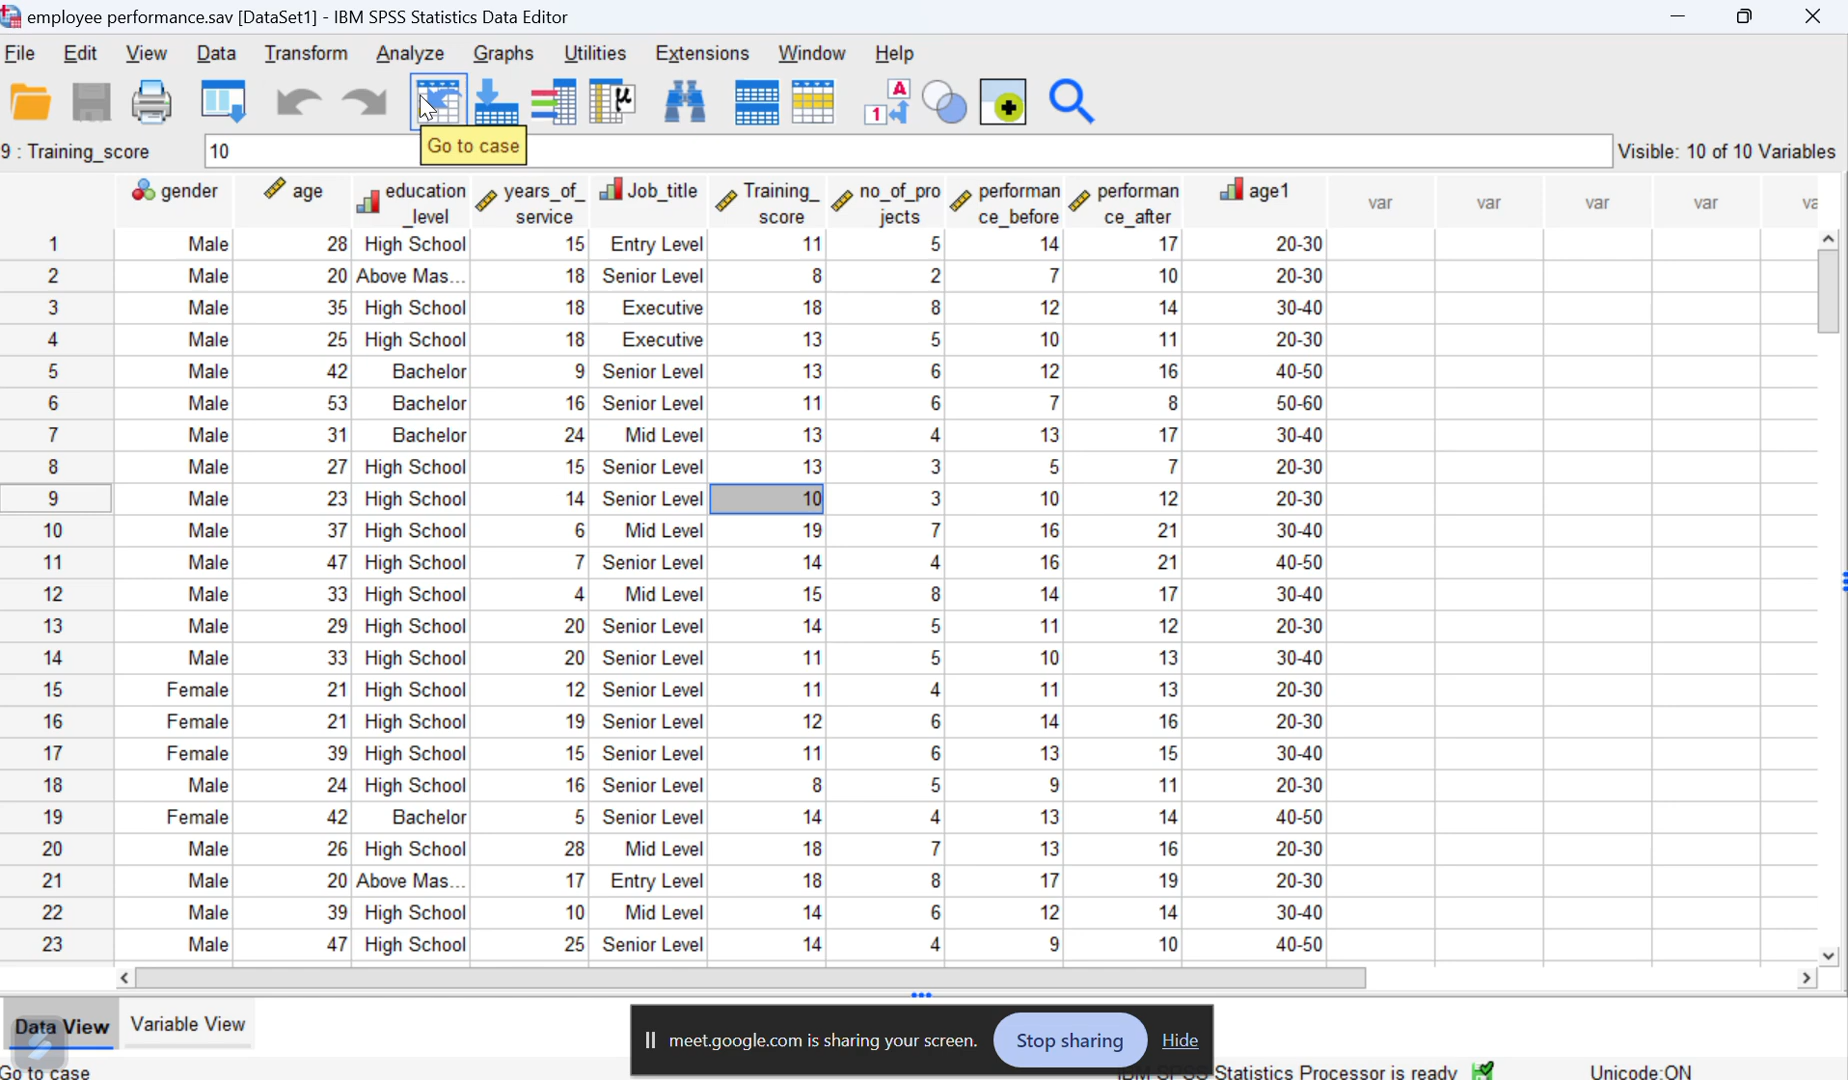 employee performance.sav [DataSet1] - IBM SPSS Statistics Data Editor
File Edit View Data Transform Analyze Graphs Utilities Extensions Window Help
Go to case
9 : Training_score 10 Visible: 10 of 10 Variables
gender age education_level years_of_service Job_title Training_score no_of_projects performance_before performance_after age1 var var var var va
1 Male 28 High School 15 Entry Level 11 5 14 17 20-30
2 Male 20 Above Mas... 18 Senior Level 8 2 7 10 20-30
3 Male 35 High School 18 Executive 18 8 12 14 30-40
4 Male 25 High School 18 Executive 13 5 10 11 20-30
5 Male 42 Bachelor 9 Senior Level 13 6 12 16 40-50
6 Male 53 Bachelor 16 Senior Level 11 6 7 8 50-60
7 Male 31 Bachelor 24 Mid Level 13 4 13 17 30-40
8 Male 27 High School 15 Senior Level 13 3 5 7 20-30
9 Male 23 High School 14 Senior Level 10 3 10 12 20-30
10 Male 37 High School 6 Mid Level 19 7 16 21 30-40
11 Male 47 High School 7 Senior Level 14 4 16 21 40-50
12 Male 33 High School 4 Mid Level 15 8 14 17 30-40
13 Male 29 High School 20 Senior Level 14 5 11 12 20-30
14 Male 33 High School 20 Senior Level 11 5 10 13 30-40
15 Female 21 High School 12 Senior Level 11 4 11 13 20-30
16 Female 21 High School 19 Senior Level 12 6 14 16 20-30
17 Female 39 High School 15 Senior Level 11 6 13 15 30-40
18 Male 24 High School 16 Senior Level 8 5 9 11 20-30
19 Female 42 Bachelor 5 Senior Level 14 4 13 14 40-50
20 Male 26 High School 28 Mid Level 18 7 13 16 20-30
21 Male 20 Above Mas... 17 Entry Level 18 8 17 19 20-30
22 Male 39 High School 10 Mid Level 14 6 12 14 30-40
23 Male 47 High School 25 Senior Level 14 4 9 10 40-50
Data View Variable View
meet.google.com is sharing your screen. Stop sharing Hide
Go to case IBM SPSS Statistics Processor is ready Unicode:ON